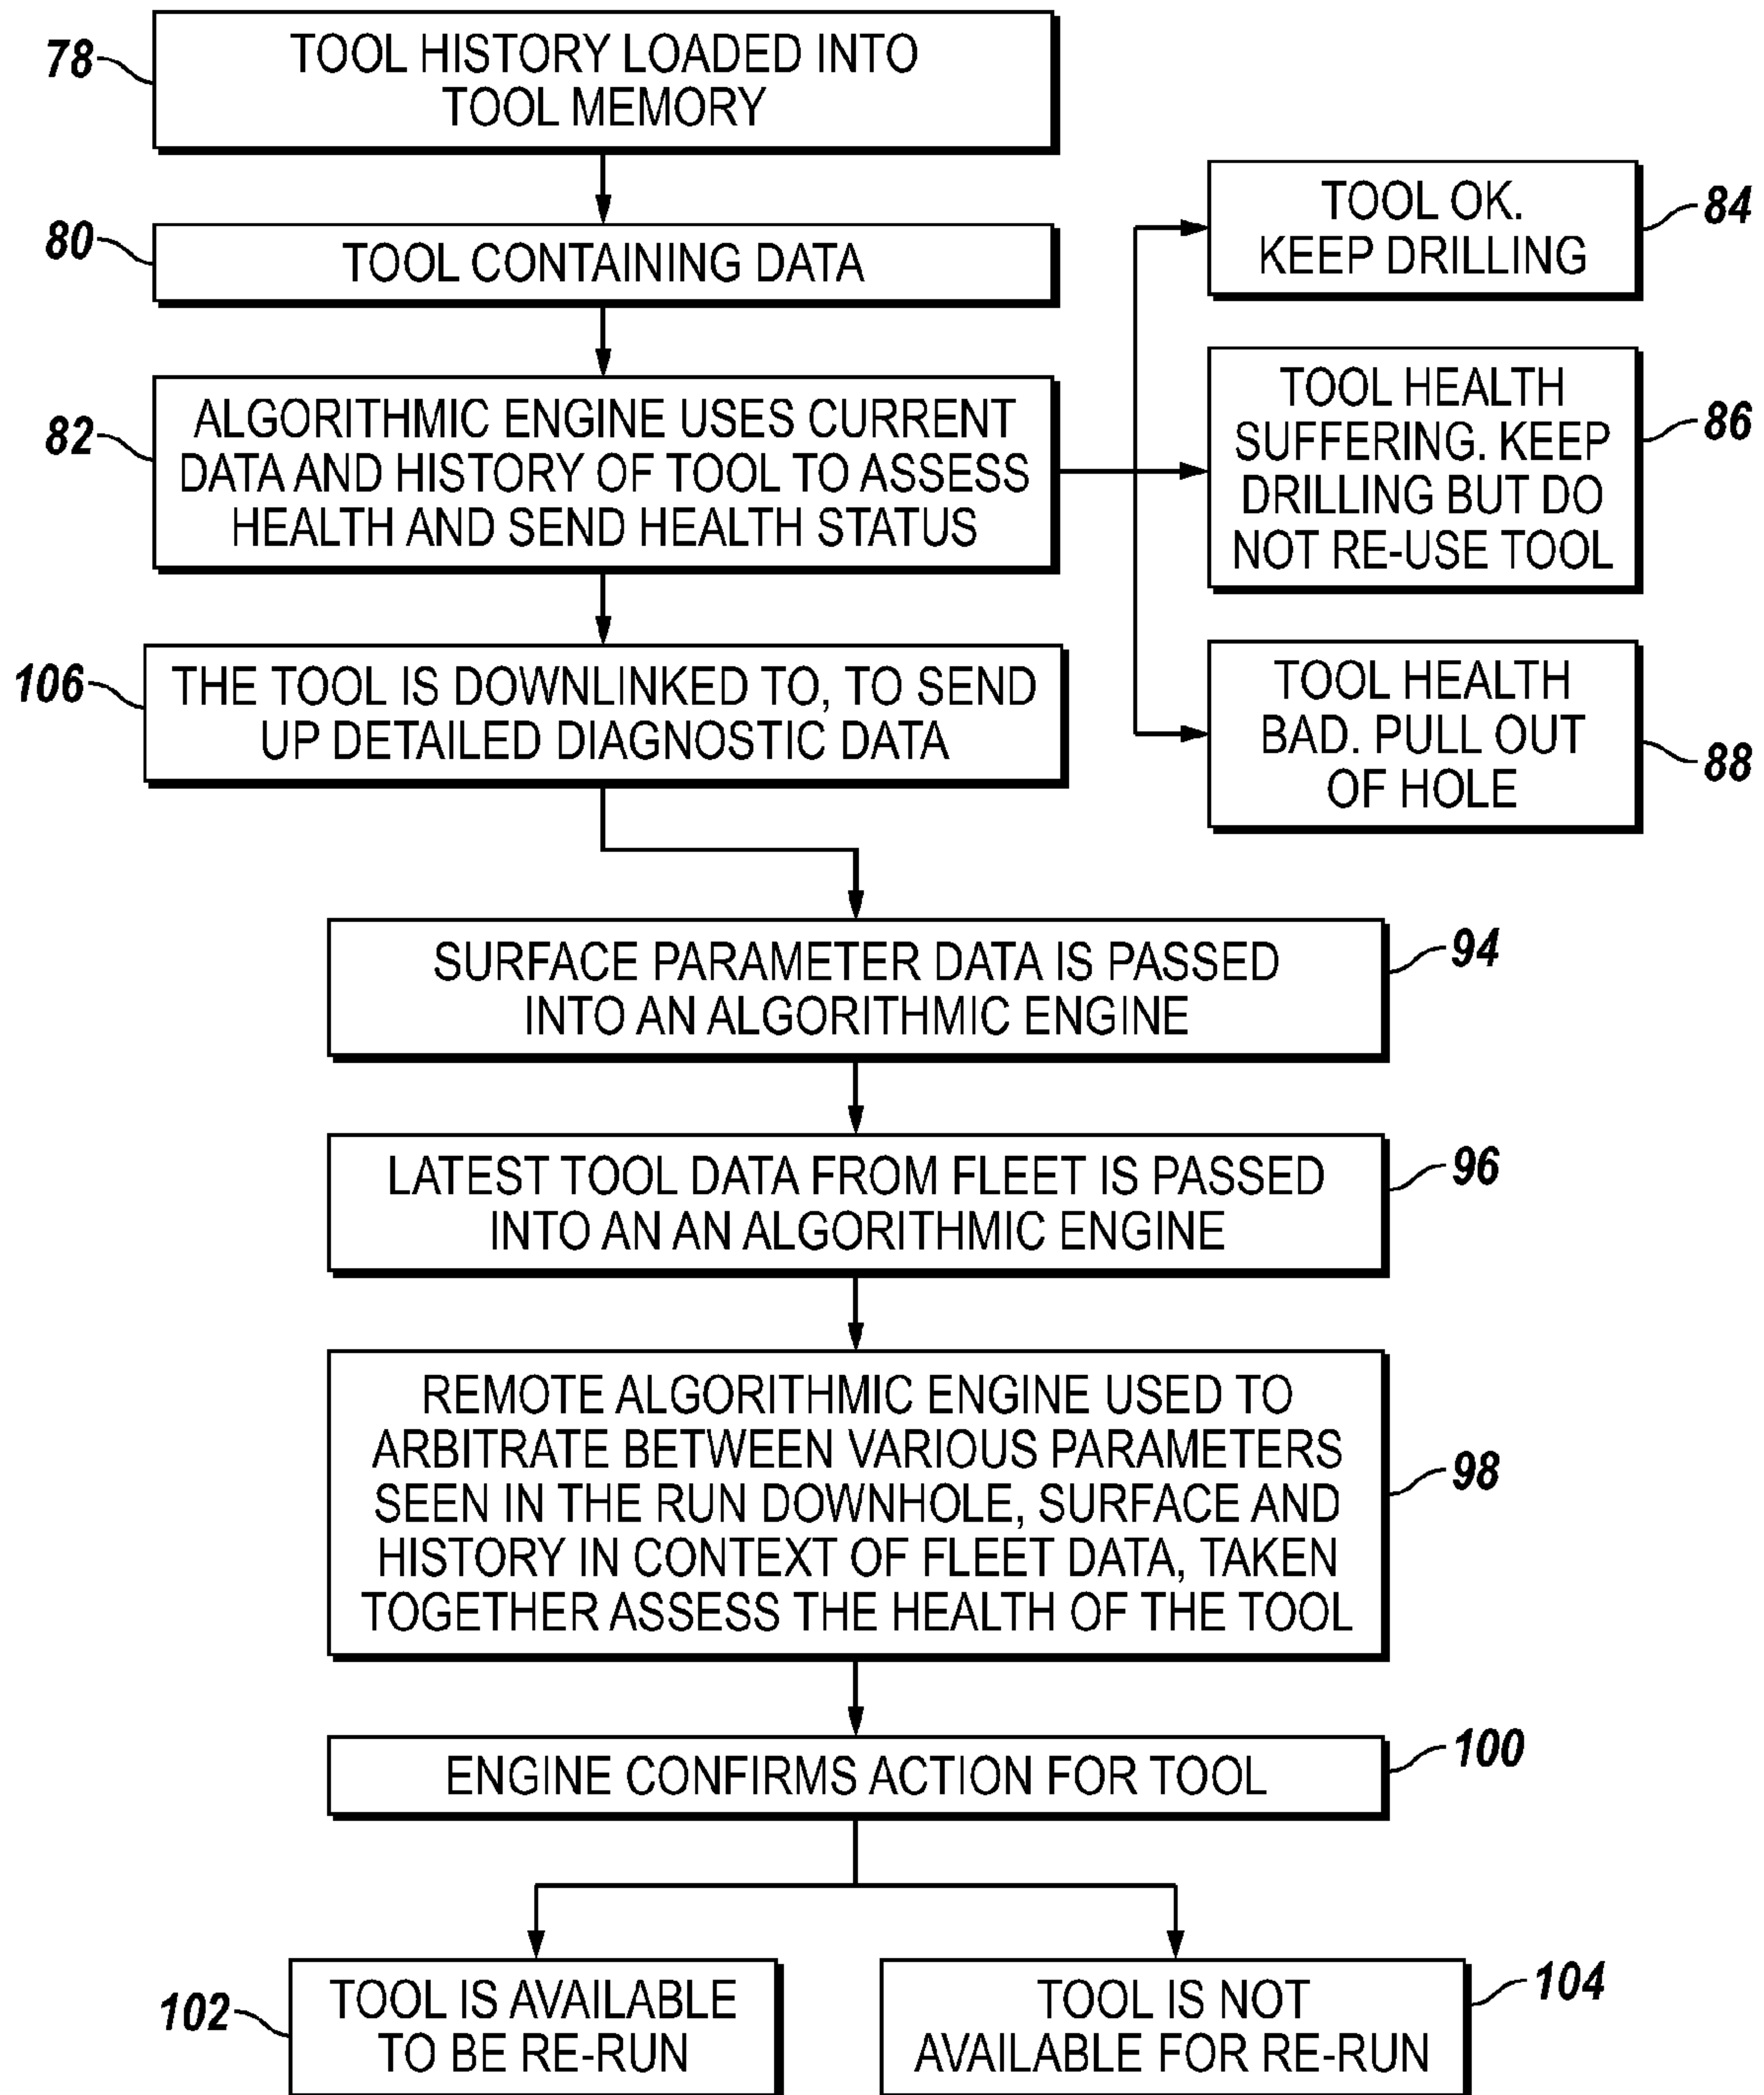 78
TOOL HISTORY LOADED INTO
TOOL MEMORY
80
TOOL CONTAINING DATA
82
ALGORITHMIC ENGINE USES CURRENT
DATA AND HISTORY OF TOOL TO ASSESS
HEALTH AND SEND HEALTH STATUS
TOOL OK.
KEEP DRILLING
84
TOOL HEALTH
SUFFERING. KEEP
DRILLING BUT DO
NOT RE-USE TOOL
86
TOOL HEALTH
BAD. PULL OUT
OF HOLE
88
106
THE TOOL IS DOWNLINKED TO, TO SEND
UP DETAILED DIAGNOSTIC DATA
SURFACE PARAMETER DATA IS PASSED
INTO AN ALGORITHMIC ENGINE
94
LATEST TOOL DATA FROM FLEET IS PASSED
INTO AN AN ALGORITHMIC ENGINE
96
REMOTE ALGORITHMIC ENGINE USED TO
ARBITRATE BETWEEN VARIOUS PARAMETERS
SEEN IN THE RUN DOWNHOLE, SURFACE AND
HISTORY IN CONTEXT OF FLEET DATA, TAKEN
TOGETHER ASSESS THE HEALTH OF THE TOOL
98
ENGINE CONFIRMS ACTION FOR TOOL
100
102
TOOL IS AVAILABLE
TO BE RE-RUN
TOOL IS NOT
AVAILABLE FOR RE-RUN
104